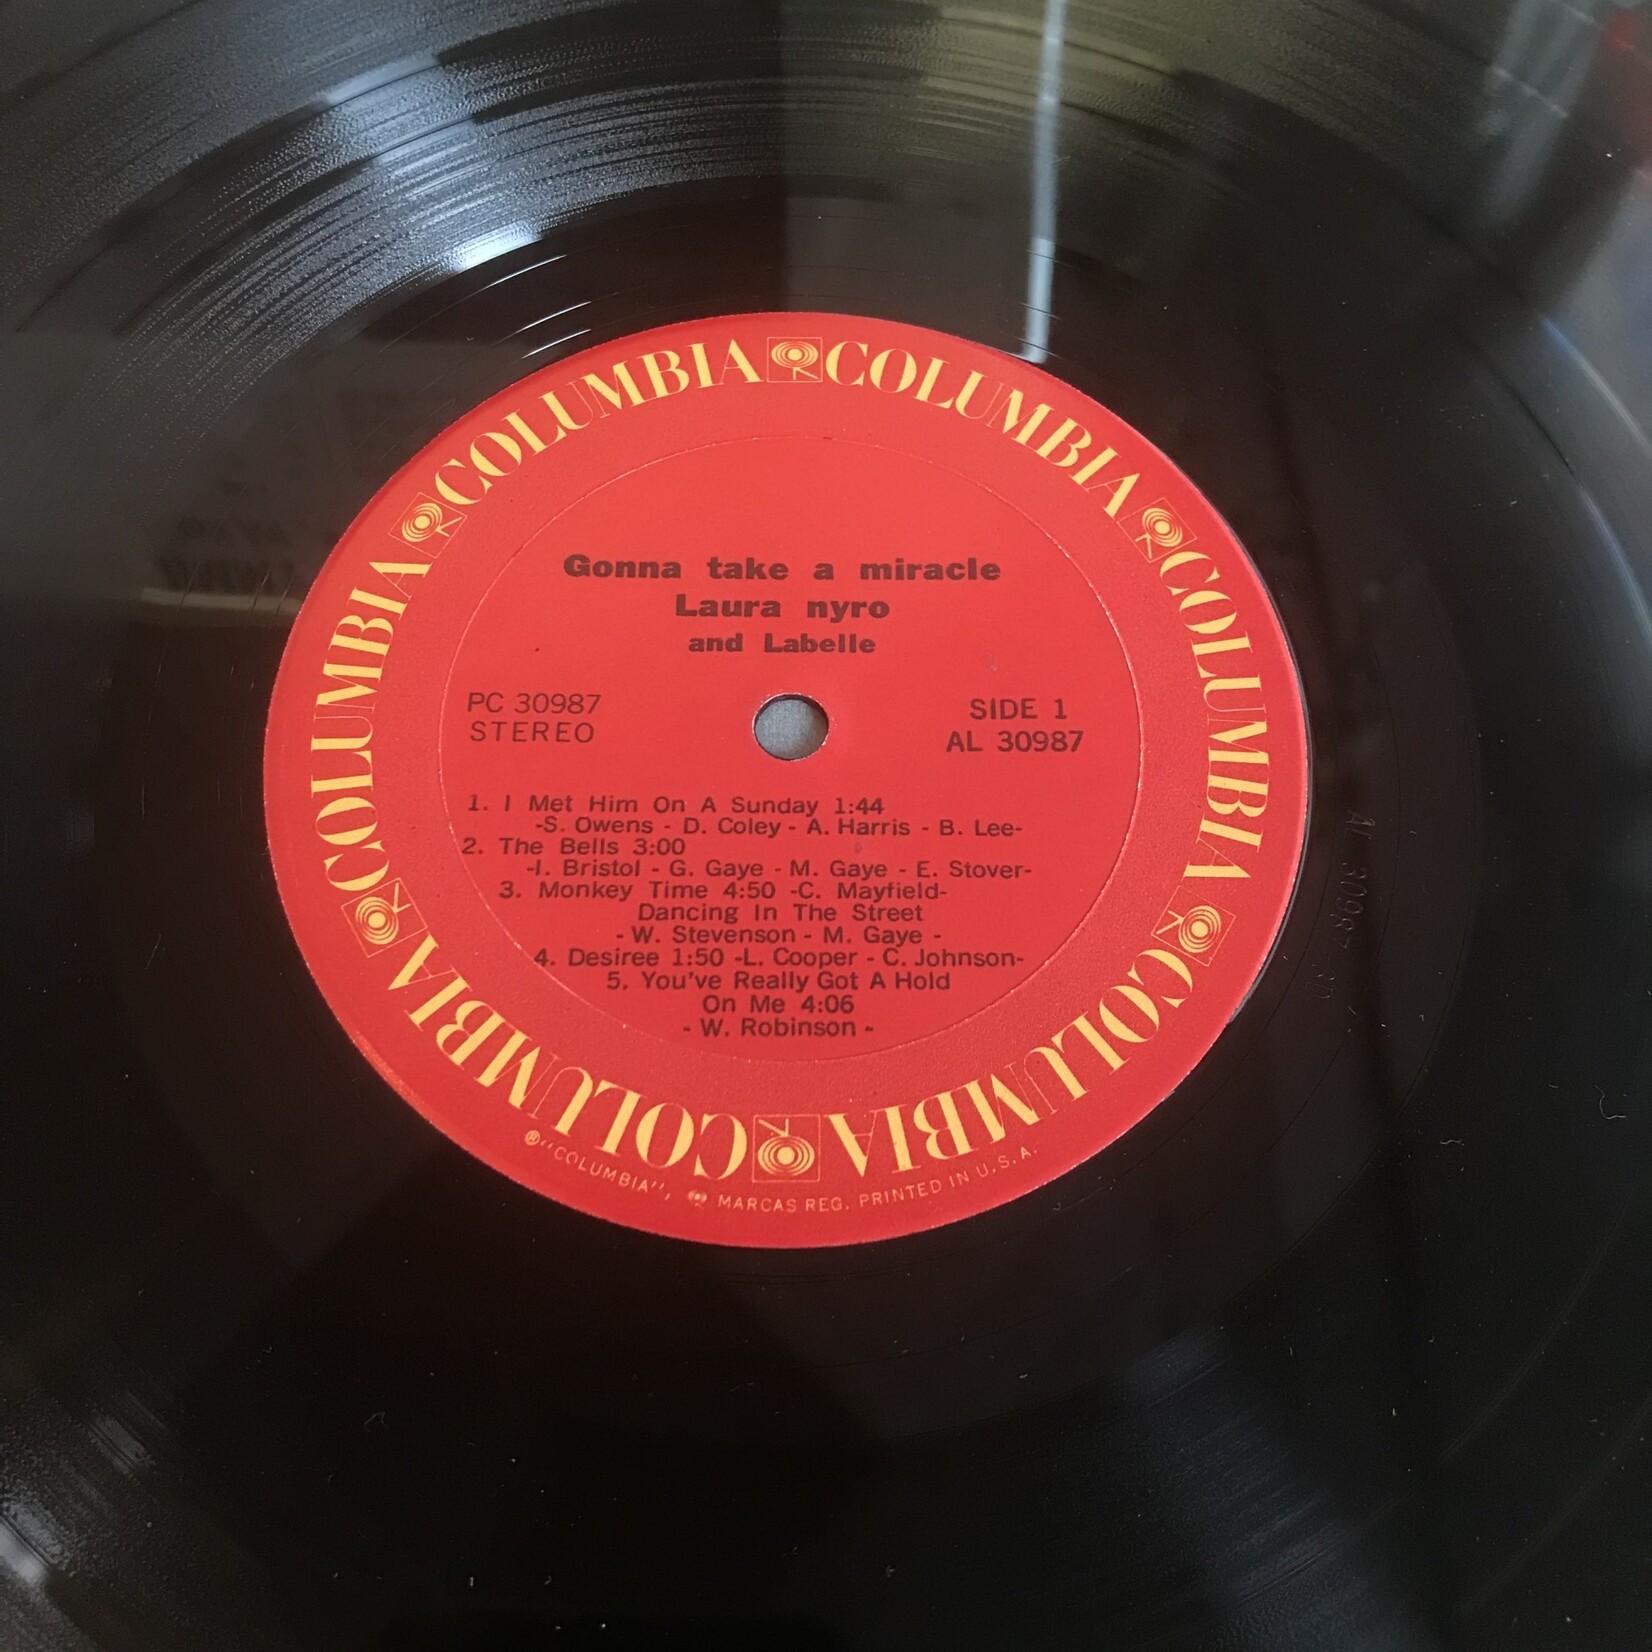 COLUMBIA COLUMBIA COLUMBIA COLUMBIA COLUMBIA COLUMBIA
Gonna take a miracle
Laura nyro
and Labelle
PC 30987
STEREO
SIDE 1
AL 30987
1. I Met Him On A Sunday 1:44
-S. Owens - D. Coley - A. Harris - B. Lee-
2. The Bells 3:00
-I. Bristol - G. Gaye - M. Gaye - E. Stover-
3. Monkey Time 4:50 -C. Mayfield-
Dancing In The Street
- W. Stevenson - M. Gaye -
4. Desiree 1:50 -L. Cooper - C. Johnson-
5. You've Really Got A Hold
On Me 4:06
- W. Robinson -
® "COLUMBIA", MARCAS REG. PRINTED IN U.S.A.
AL 30987